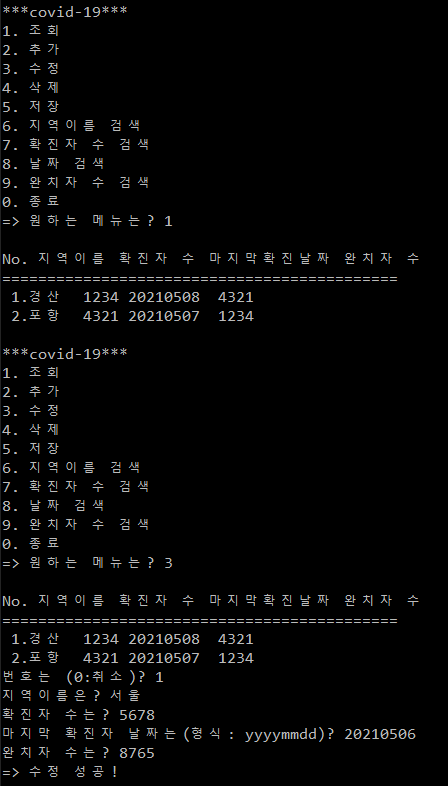 ***covid-19***
1. 조회
2. 추가
3. 수정
4. 삭제
5. 저장
6. 지역이름 검색
7. 확진자 수 검색
8. 날짜 검색
9. 완치자 수 검색
0. 종료
=> 원하는 메뉴는? 1
No. 지역이름 확진자 수 마지막확진날짜 완치자 수
============================================
1.경산 1234 20210508 4321
2.포항 4321 20210507 1234
***covid-19***
1. 조회
2. 추가
3. 수정
4. 삭제
5. 저장
6. 지역이름 검색
7. 확진자 수 검색
8. 날짜 검색
9. 완치자 수 검색
0. 종료
=> 원하는 메뉴는? 3
No. 지역이름 확진자 수 마지막확진날짜 완치자 수
============================================
1.경산 1234 20210508 4321
2.포항 4321 20210507 1234
번호는 (0:취소)? 1
지역이름은? 서울
확진자 수는? 5678
마지막 확진자 날짜는(형식: yyyymmdd)? 20210506
완치자 수는? 8765
=> 수정 성공!